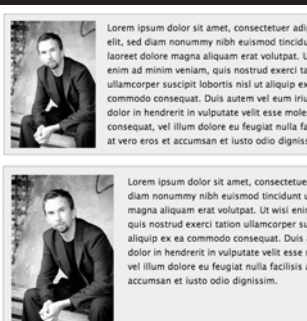 Lorem ipsum dolor sit amet, consectetuer adip
elit, sed diam nonummy nibh euismod tincidu
laoreet dolore magna aliquam erat volutpat. U
enim ad minim veniam, quis nostrud exerci ta
ullamcorper suscipit lobortis nisl ut aliquip ex
commodo consequat. Duis autem vel eum iriu
dolor in hendrerit in vulputate velit esse moles
consequat, vel illum dolore eu feugiat nulla fa
at vero eros et accumsan et iusto odio digniss
Lorem ipsum dolor sit amet, consectetue
diam nonummy nibh euismod tincidunt u
magna aliquam erat volutpat. Ut wisi enim
quis nostrud exerci tation ullamcorper su
aliquip ex ea commodo consequat. Duis
dolor in hendrerit in vulputate velit esse m
vel illum dolore eu feugiat nulla facilisis a
accumsan et iusto odio dignissim.